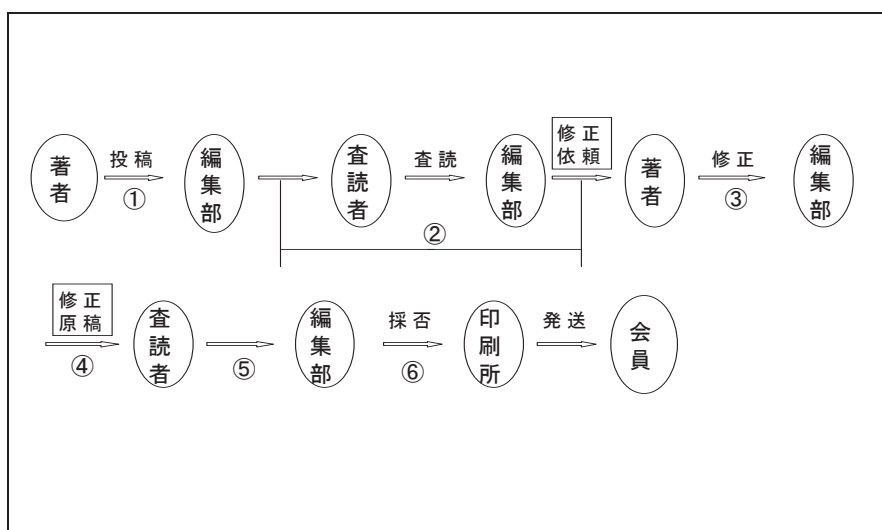 著者
投稿
①
編集部
査読者
査読
編集部
修正
依頼
②
著者
修正
③
編集部
修正
原稿
④
査読者
⑤
編集部
採否
⑥
印刷所
発送
会員